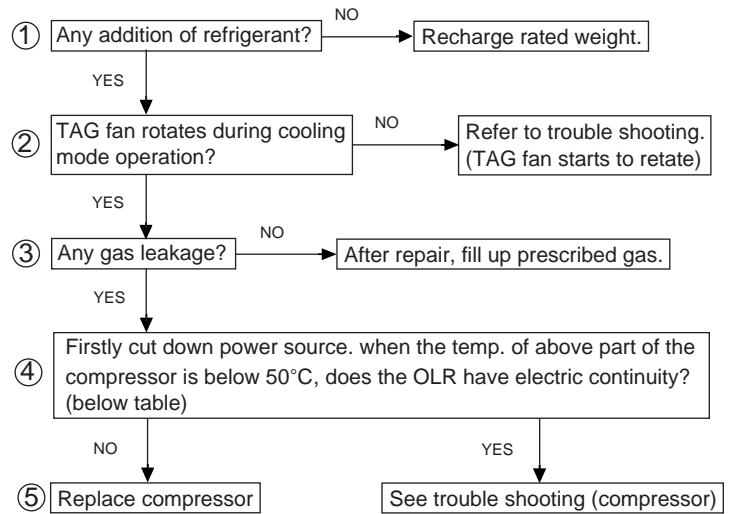 ① Any addition of refrigerant?
NO
Recharge rated weight.
YES
② TAG fan rotates during cooling
mode operation?
NO
Refer to trouble shooting.
(TAG fan starts to retate)
YES
③ Any gas leakage?
NO
After repair, fill up prescribed gas.
YES
④ Firstly cut down power source. when the temp. of above part of the
compressor is below 50°C, does the OLR have electric continuity?
(below table)
NO
YES
⑤ Replace compressor
See trouble shooting (compressor)